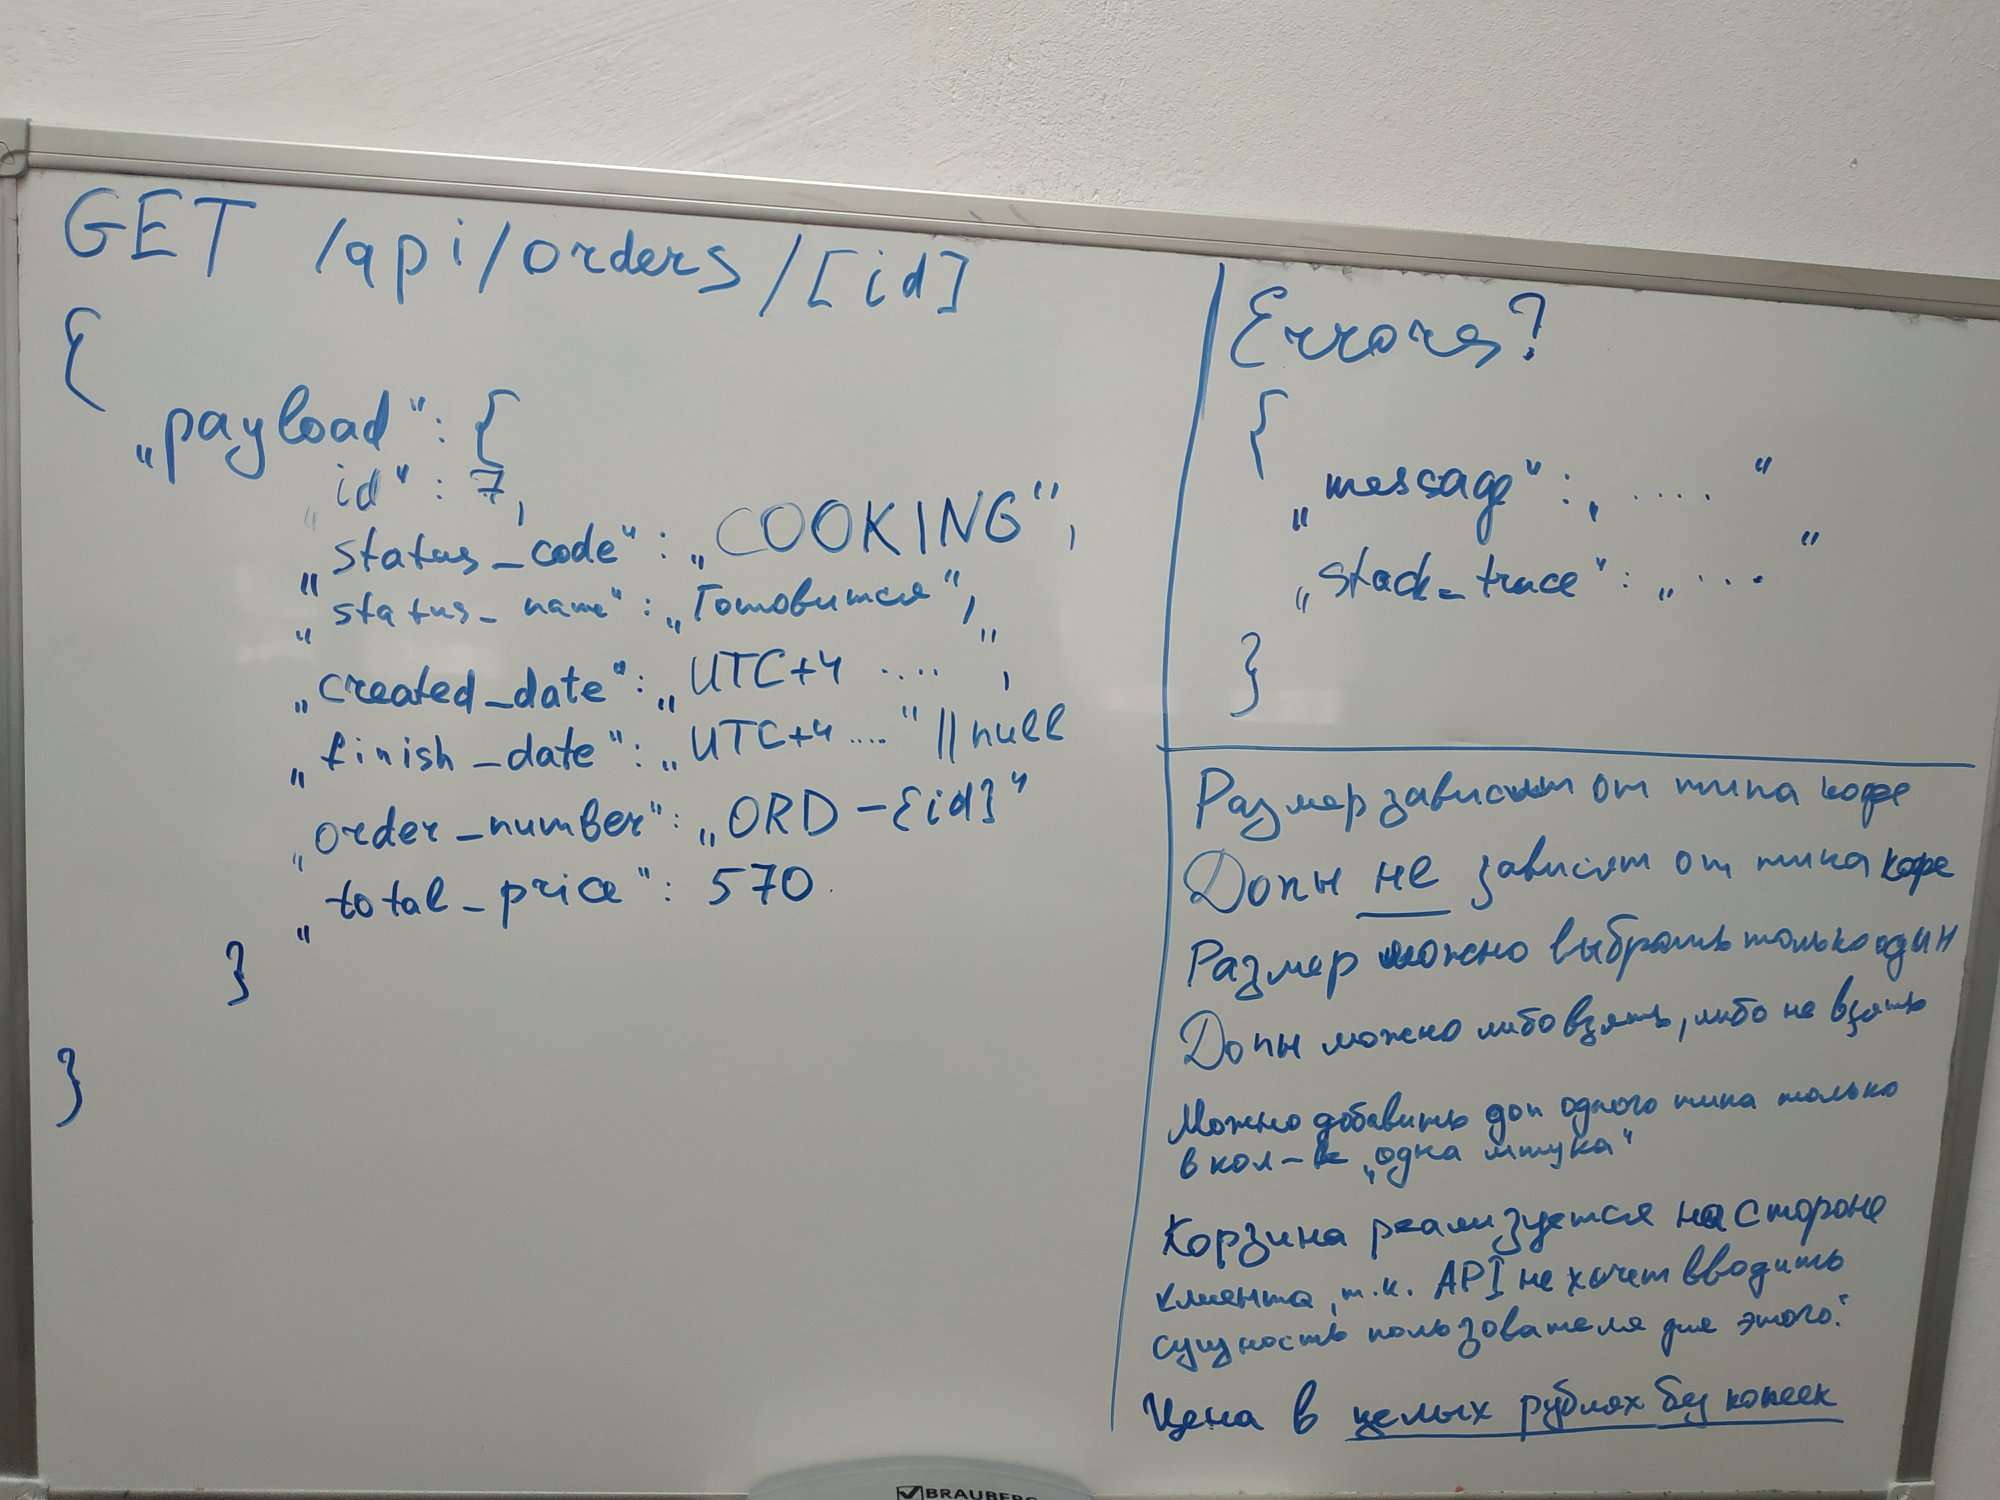 GET /api/orders/[id]
{
„payload“: {
„id“: 7,
„status_code“: „COOKING“,
„status_name“: „Готовится“,
„created_date“: „UTC+4 .... “,
„finish_date“: „UTC+4 ....“ || null
„order_number“: „ORD-{id}“
„total_price“: 570
}
}
Errors?
{
„message“: „ .... “
„stack_trace“: „ ... “
}
Размер зависит от типа кофе
Допы не зависят от типа кофе
Размер можно выбрать только один
Допы можно либо взять, либо не взять
Можно добавить доп одного типа только
в кол-ве „одна штука“
Корзина реализуется на стороне
клиента, т.к. API не хочет вводить
сущность пользователя для этого.
Цена в целых рублях без копеек
BRAUBERG